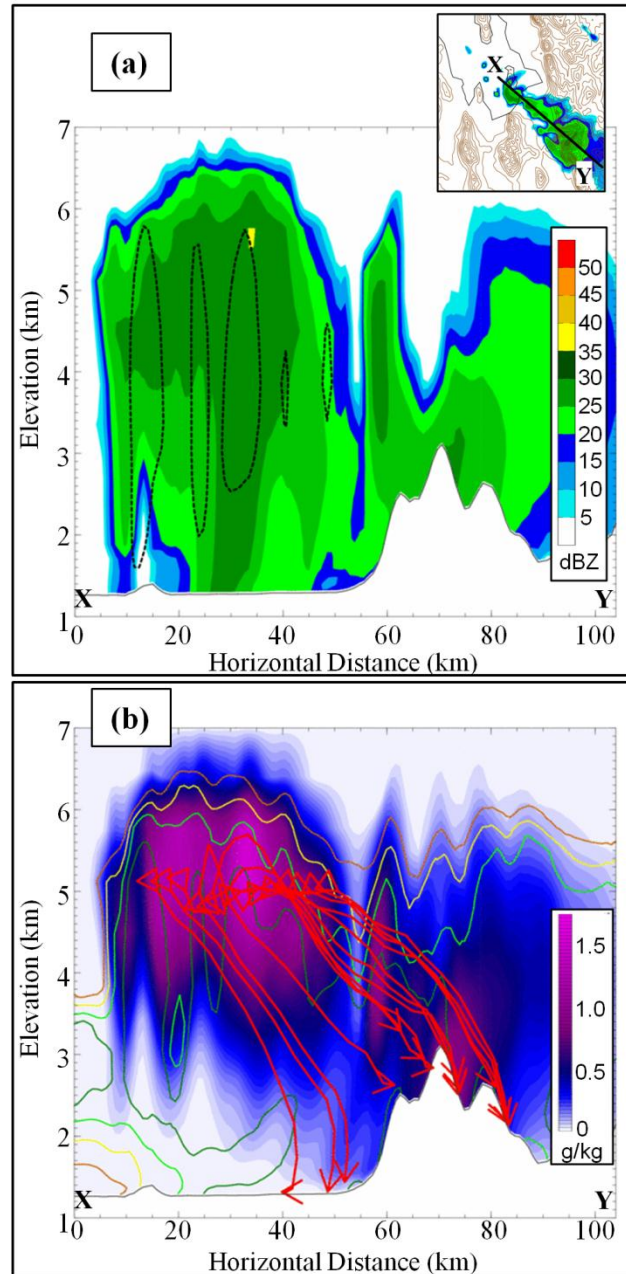 (a)
X
Y
7
6
5
4
3
2
1
Elevation (km)
50
45
40
35
30
25
20
15
10
5
dBZ
X
Y
0 20 40 60 80 100
Horizontal Distance (km)
(b)
7
6
5
4
3
2
1
Elevation (km)
1.5
1.0
0.5
0
g/kg
X
Y
0 20 40 60 80 100
Horizontal Distance (km)